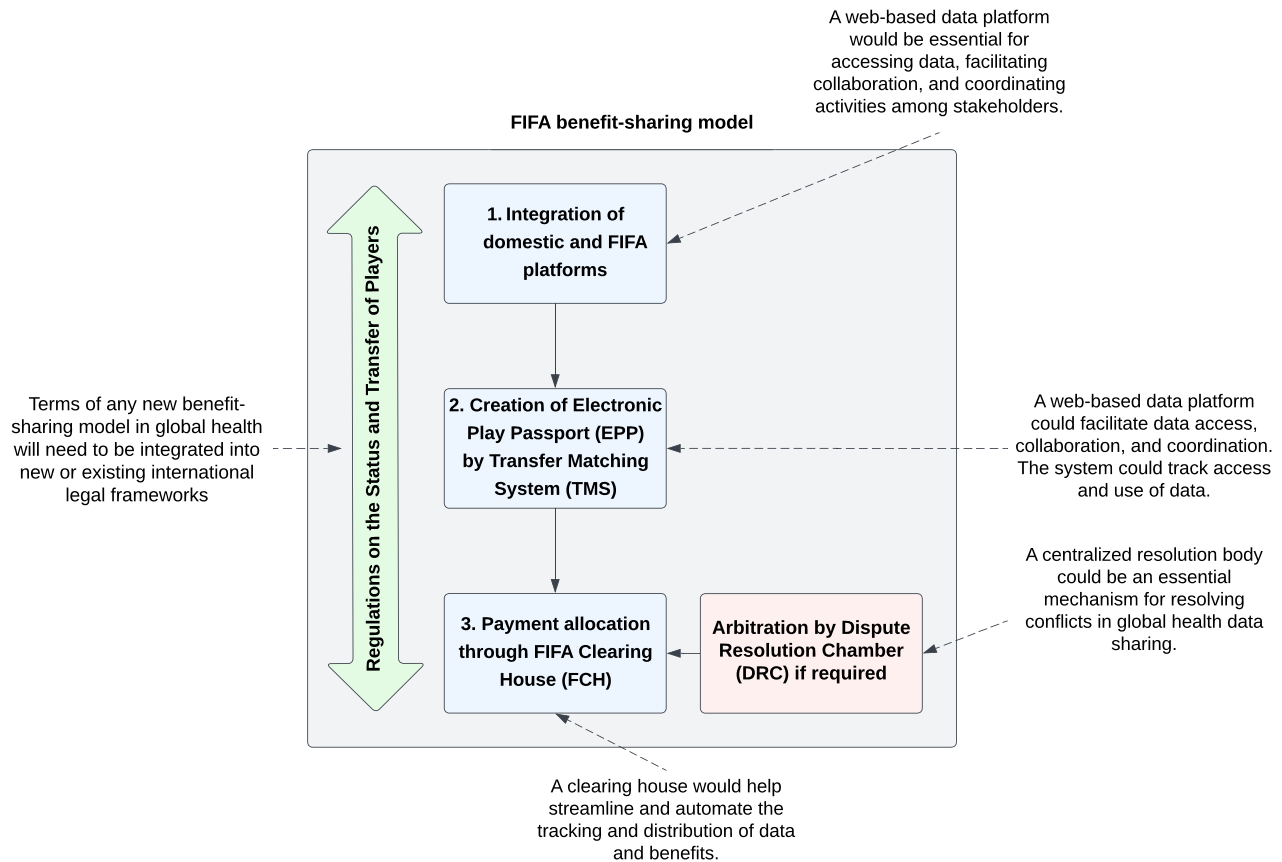 A web-based data platform
would be essential for
accessing data, facilitating
collaboration, and coordinating
activities among stakeholders.
FIFA benefit-sharing model
1. Integration of
domestic and FIFA
platforms
Regulations on the Status and Transfer of Players
2. Creation of Electronic
Play Passport (EPP)
by Transfer Matching
System (TMS)
Terms of any new benefit-
sharing model in global health
will need to be integrated into
new or existing international
legal frameworks
A web-based data platform
could facilitate data access,
collaboration, and coordination.
The system could track access
and use of data.
A centralized resolution body
could be an essential
mechanism for resolving
conflicts in global health data
sharing.
3. Payment allocation
through FIFA Clearing
House (FCH)
Arbitration by Dispute
Resolution Chamber
(DRC) if required
A clearing house would help
streamline and automate the
tracking and distribution of data
and benefits.